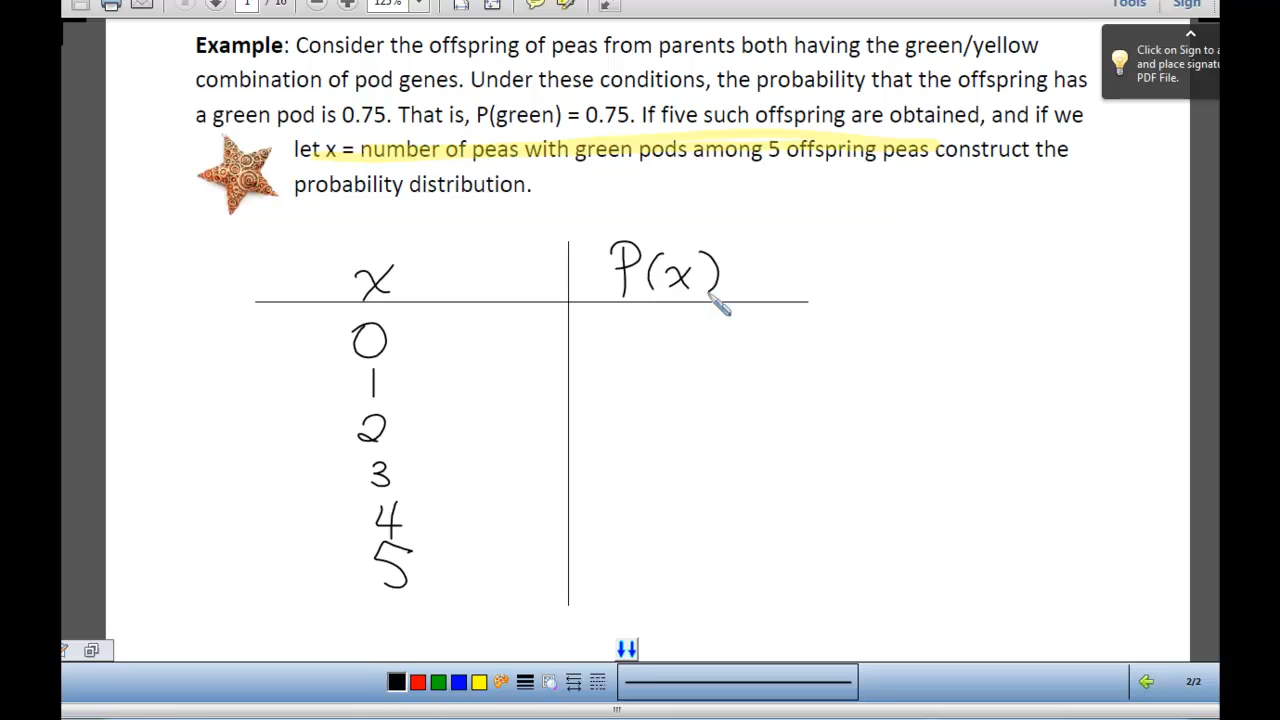 1 / 16
125%
Tools
Sign
Example: Consider the offspring of peas from parents both having the green/yellow
combination of pod genes. Under these conditions, the probability that the offspring has
a green pod is 0.75. That is, P(green) = 0.75. If five such offspring are obtained, and if we
let x = number of peas with green pods among 5 offspring peas construct the
probability distribution.
Click on Sign to a
and place signatu
PDF File.
x P(x)
0
1
2
3
4
5
2/2